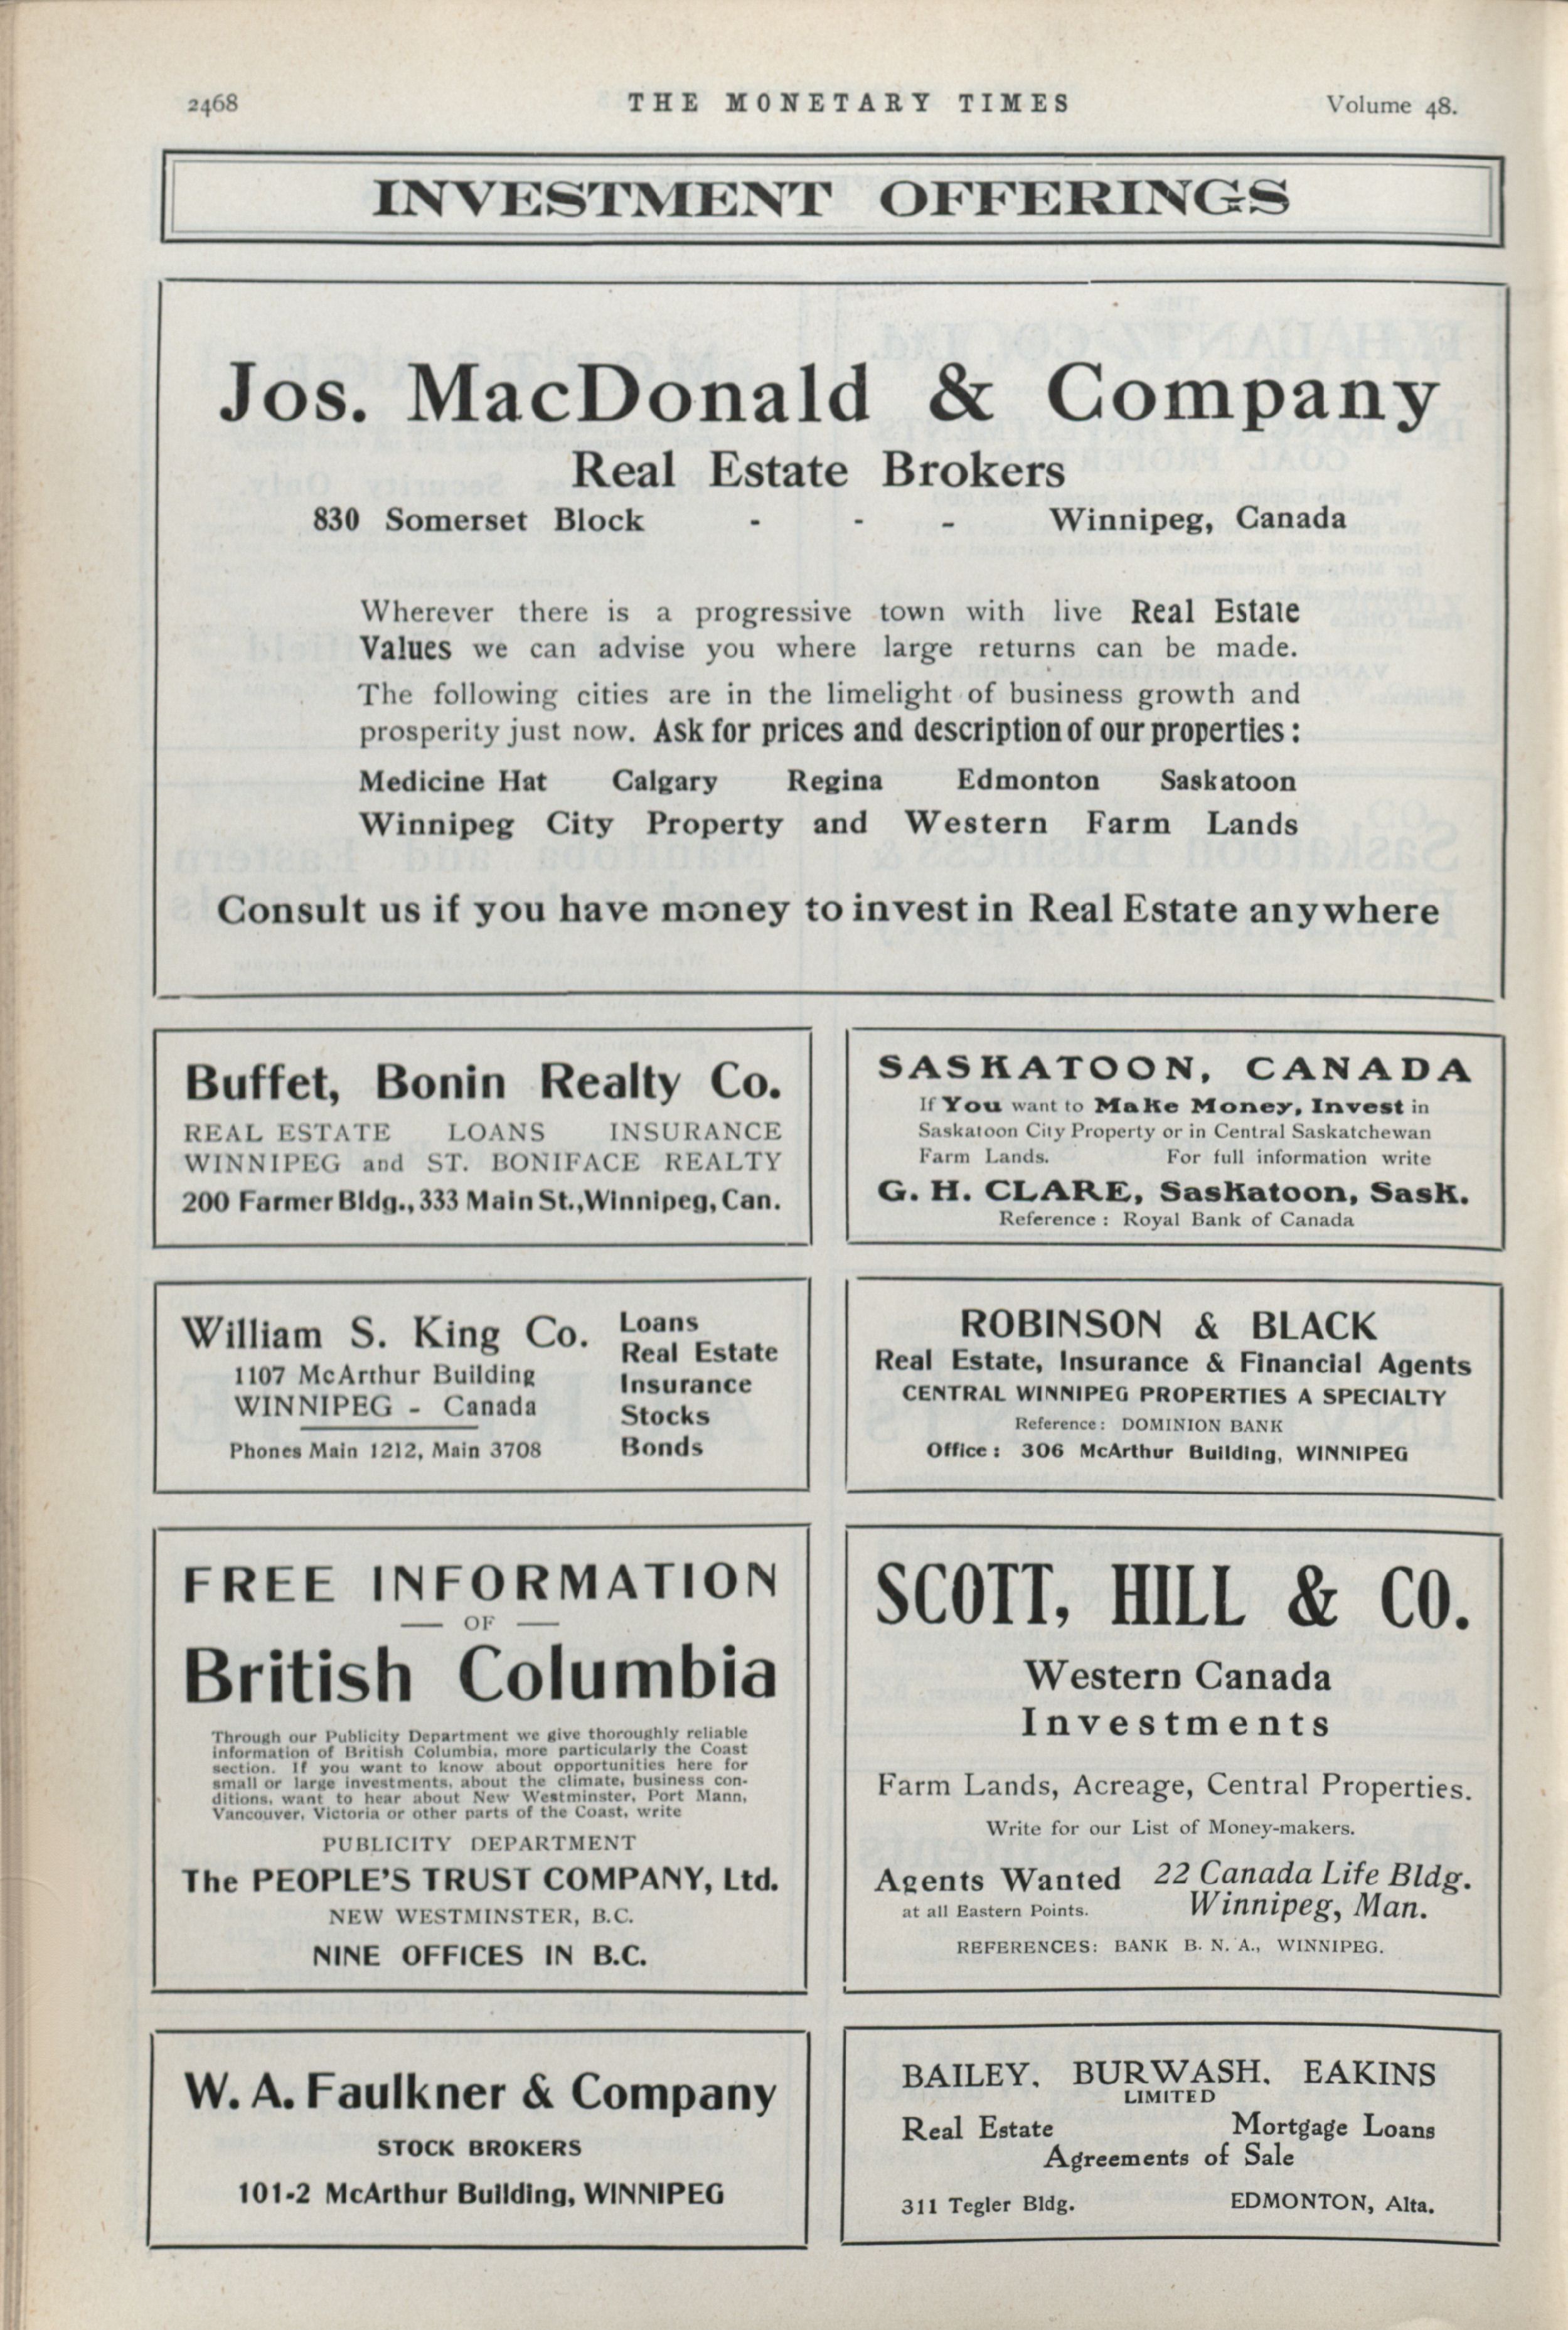 2468 THE MONETARY TIMES Volume 48.
INVESTMENT OFFERINGS
Jos. MacDonald & Company
Real Estate Brokers
830 Somerset Block - - - Winnipeg, Canada
Wherever there is a progressive town with live Real Estate
Values we can advise you where large returns can be made.
The following cities are in the limelight of business growth and
prosperity just now. Ask for prices and description of our properties:
Medicine Hat Calgary Regina Edmonton Saskatoon
Winnipeg City Property and Western Farm Lands
Consult us if you have money to invest in Real Estate anywhere
Buffet, Bonin Realty Co.
REAL ESTATE LOANS INSURANCE
WINNIPEG and ST. BONIFACE REALTY
200 Farmer Bldg., 333 Main St., Winnipeg, Can.
SASKATOON, CANADA
If You want to Make Money, Invest in
Saskatoon City Property or in Central Saskatchewan
Farm Lands. For full information write
G. H. CLARE, Saskatoon, Sask.
Reference: Royal Bank of Canada
William S. King Co.
1107 McArthur Building
WINNIPEG - Canada
Phones Main 1212, Main 3708
Loans
Real Estate
Insurance
Stocks
Bonds
ROBINSON & BLACK
Real Estate, Insurance & Financial Agents
CENTRAL WINNIPEG PROPERTIES A SPECIALTY
Reference: DOMINION BANK
Office: 306 McArthur Building, WINNIPEG
FREE INFORMATION
— OF —
British Columbia
Through our Publicity Department we give thoroughly reliable
information of British Columbia, more particularly the Coast
section. If you want to know about opportunities here for
small or large investments, about the climate, business con-
ditions, want to hear about New Westminster, Port Mann,
Vancouver, Victoria or other parts of the Coast, write
PUBLICITY DEPARTMENT
The PEOPLE'S TRUST COMPANY, Ltd.
NEW WESTMINSTER, B.C.
NINE OFFICES IN B.C.
SCOTT, HILL & CO.
Western Canada
Investments
Farm Lands, Acreage, Central Properties.
Write for our List of Money-makers.
Agents Wanted 22 Canada Life Bldg.
at all Eastern Points. Winnipeg, Man.
REFERENCES: BANK B. N. A., WINNIPEG.
W. A. Faulkner & Company
STOCK BROKERS
101-2 McArthur Building, WINNIPEG
BAILEY, BURWASH, EAKINS
LIMITED
Real Estate Mortgage Loans
Agreements of Sale
311 Tegler Bldg. EDMONTON, Alta.